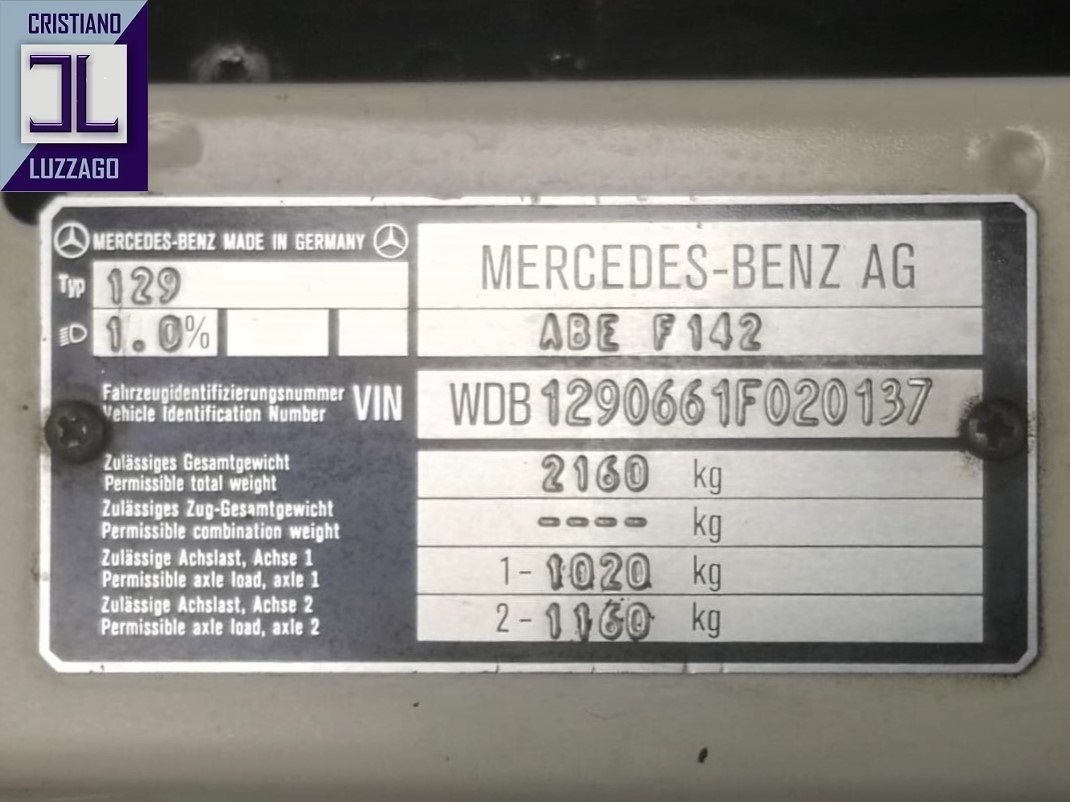 CRISTIANO
JL
LUZZAGO
MERCEDES-BENZ MADE IN GERMANY
MERCEDES-BENZ AG
Typ 129
1.0%
ABE F142
Fahrzeugidentifizierungsnummer
Vehicle Identification Number
VIN
WDB1290661F020137
Zulässiges Gesamtgewicht
Permissible total weight
2160 kg
Zulässiges Zug-Gesamtgewicht
Permissible combination weight
---- kg
Zulässige Achslast, Achse 1
Permissible axle load, axle 1
1- 1020 kg
Zulässige Achslast, Achse 2
Permissible axle load, axle 2
2- 1160 kg